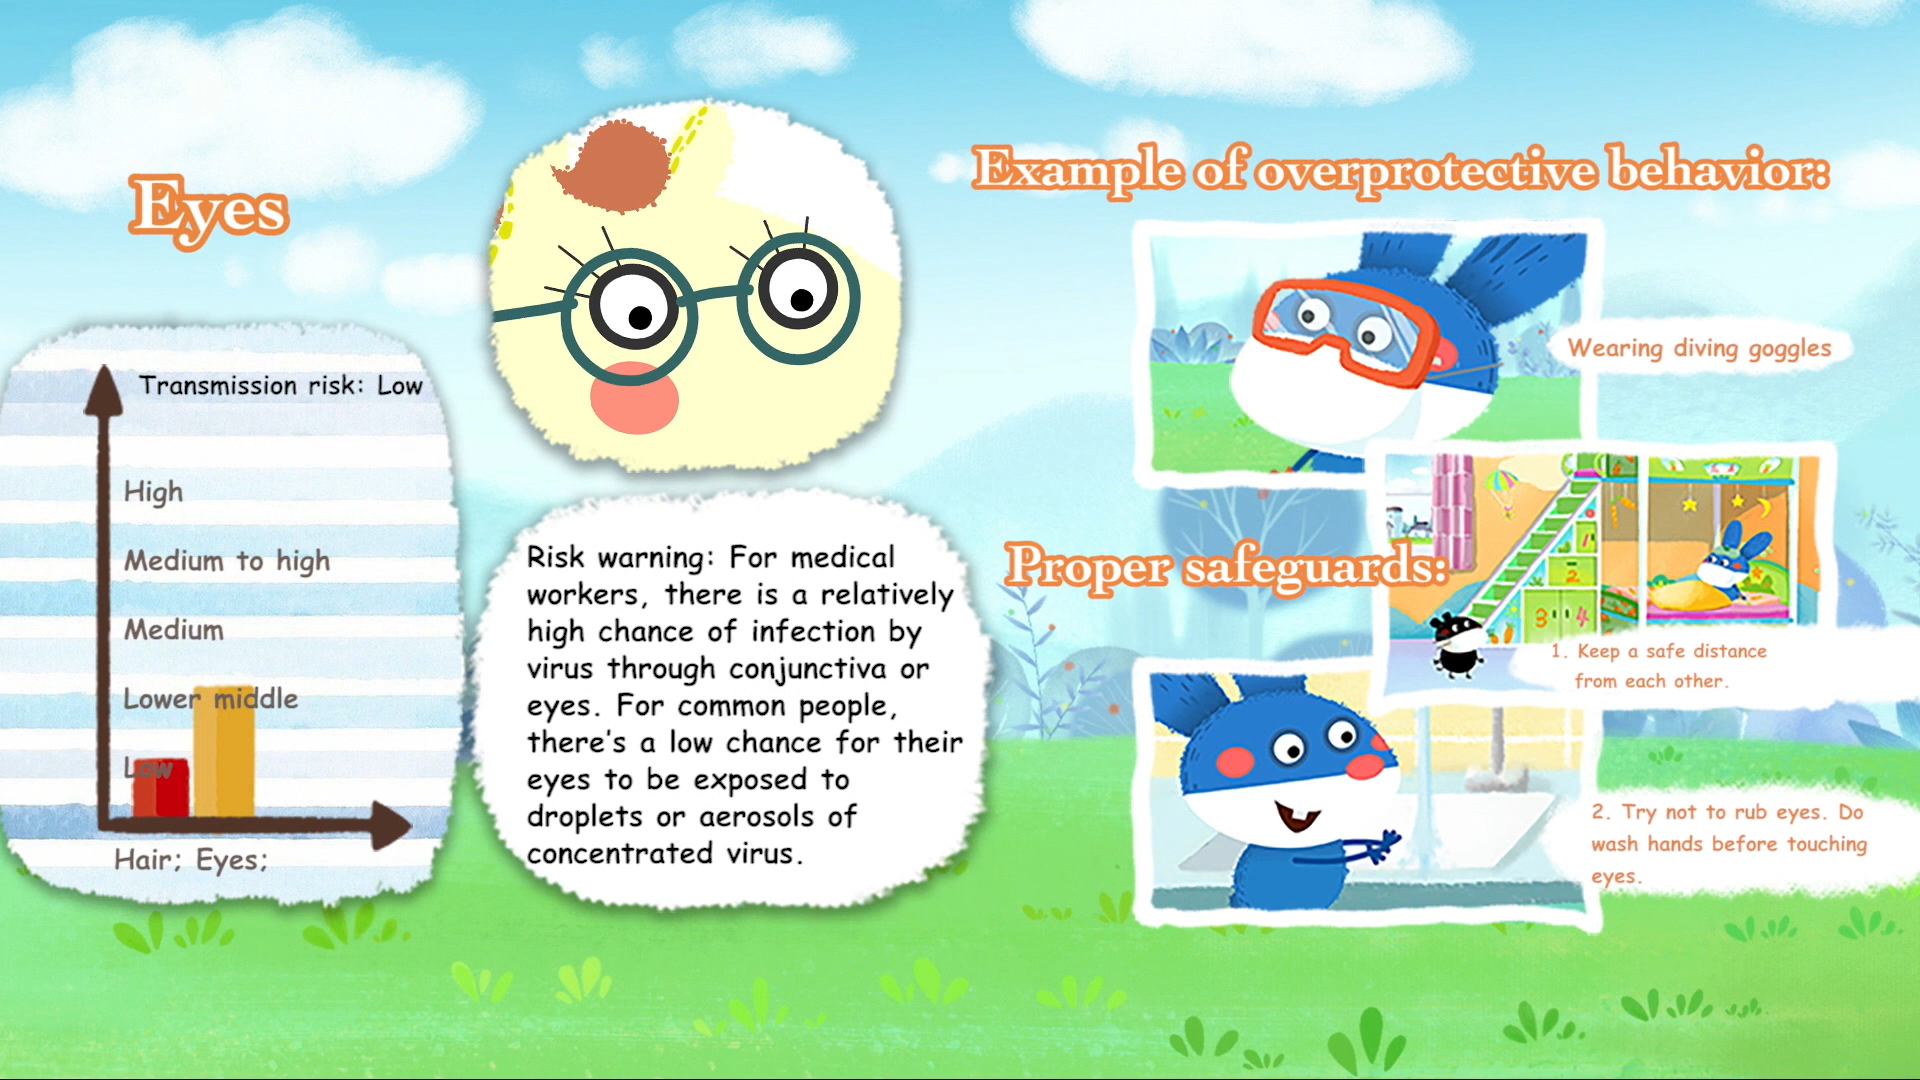 Eyes
Transmission risk: Low
High
Medium to high
Medium
Lower middle
Low
Hair; Eyes;
Risk warning: For medical
workers, there is a relatively
high chance of infection by
virus through conjunctiva or
eyes. For common people,
there's a low chance for their
eyes to be exposed to
droplets or aerosols of
concentrated virus.
Example of overprotective behavior:
Wearing diving goggles
Proper safeguards:
1
2
3 4
1. Keep a safe distance
from each other.
2. Try not to rub eyes. Do
wash hands before touching
eyes.